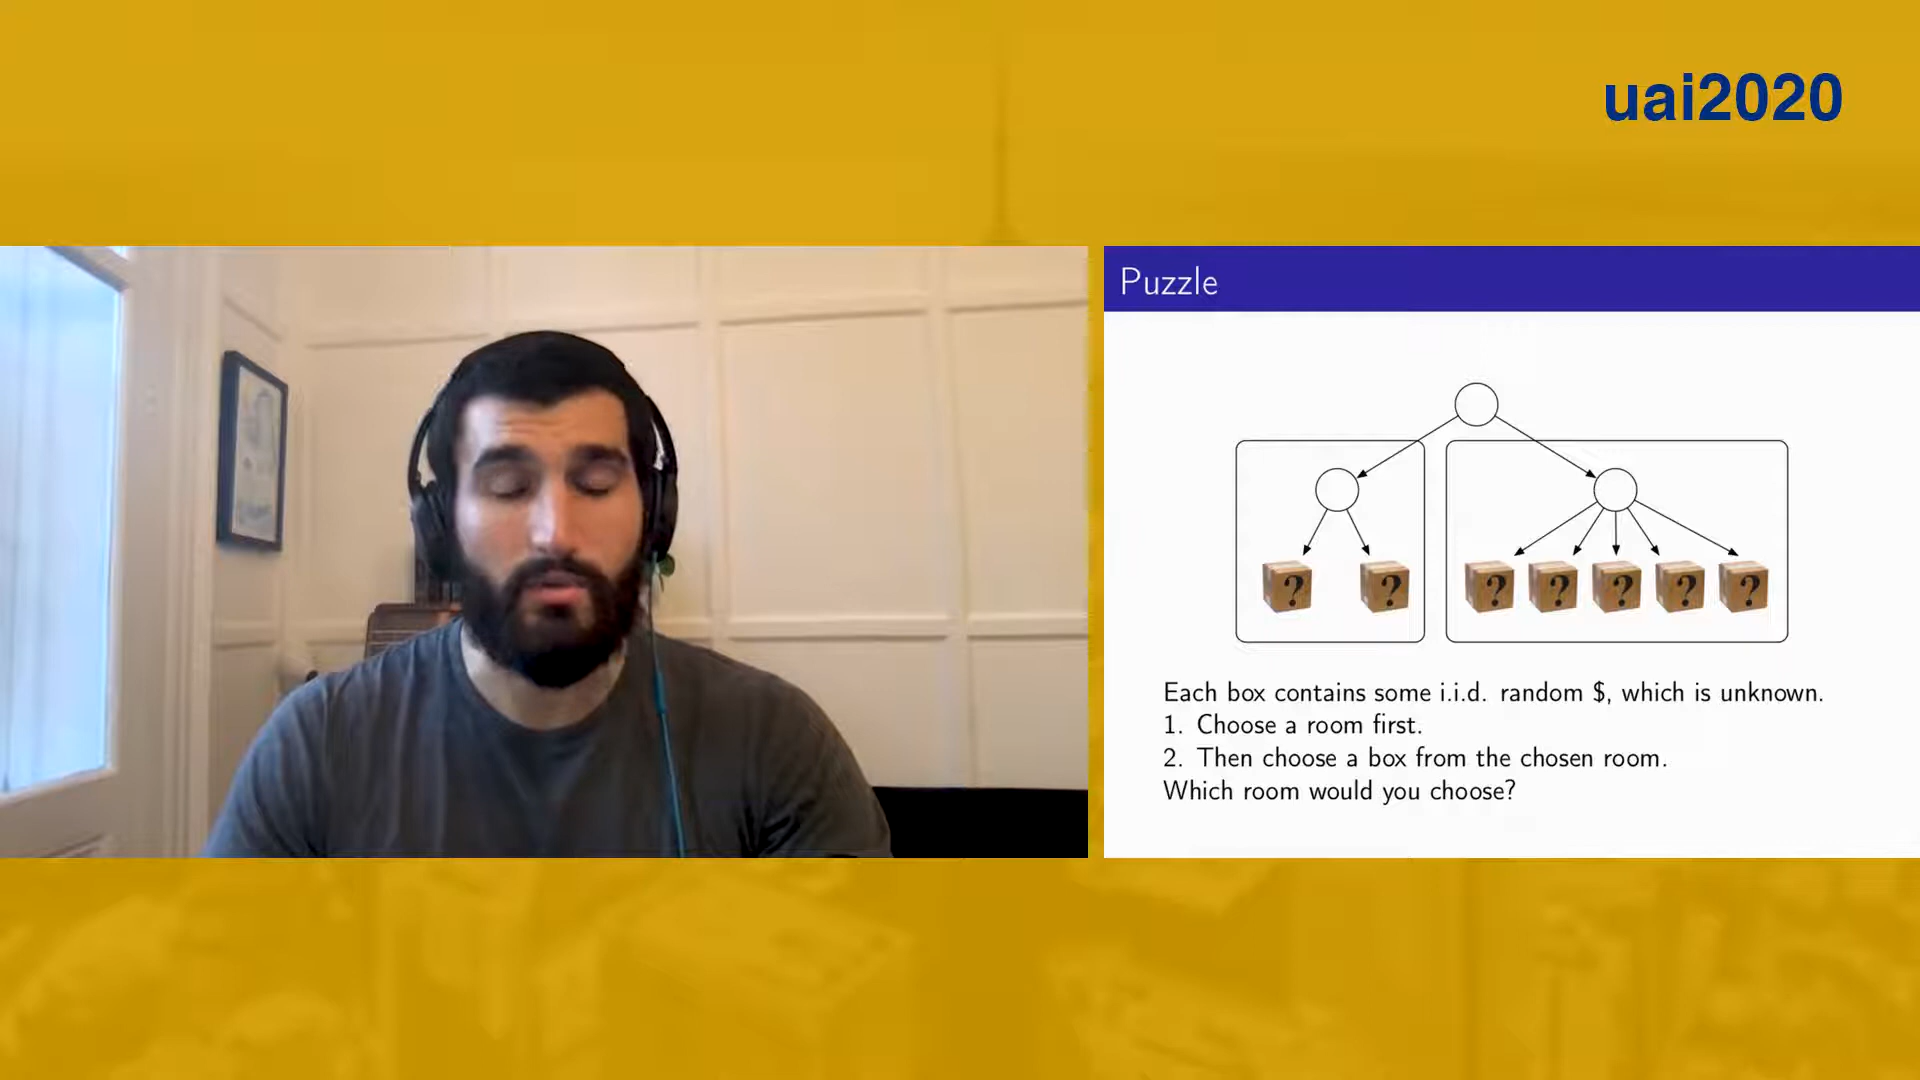 uai2020
Puzzle
? ? ? ? ? ? ?
Each box contains some i.i.d. random $, which is unknown.
1. Choose a room first.
2. Then choose a box from the chosen room.
Which room would you choose?